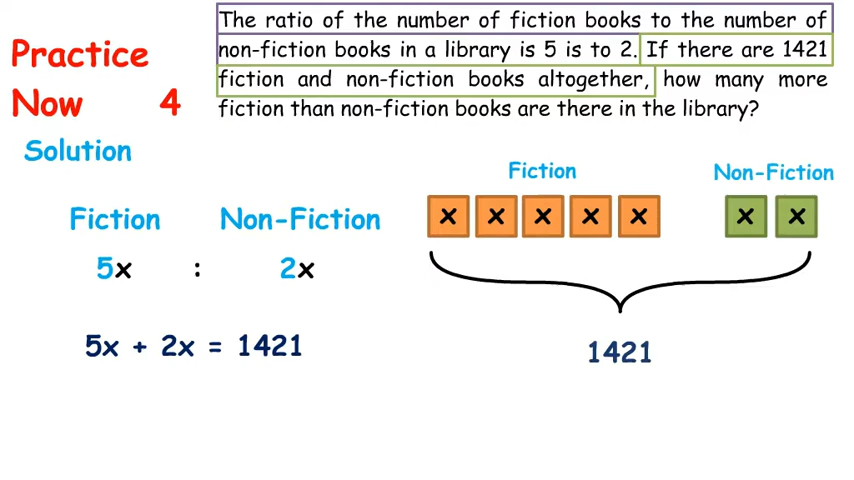 The ratio of the number of fiction books to the number of
non-fiction books in a library is 5 is to 2. If there are 1421
fiction and non-fiction books altogether, how many more
fiction than non-fiction books are there in the library?
Practice
Now 4
Solution
Fiction Non-Fiction
x x x x x x x
Fiction Non-Fiction
5x : 2x
5x + 2x = 1421
1421